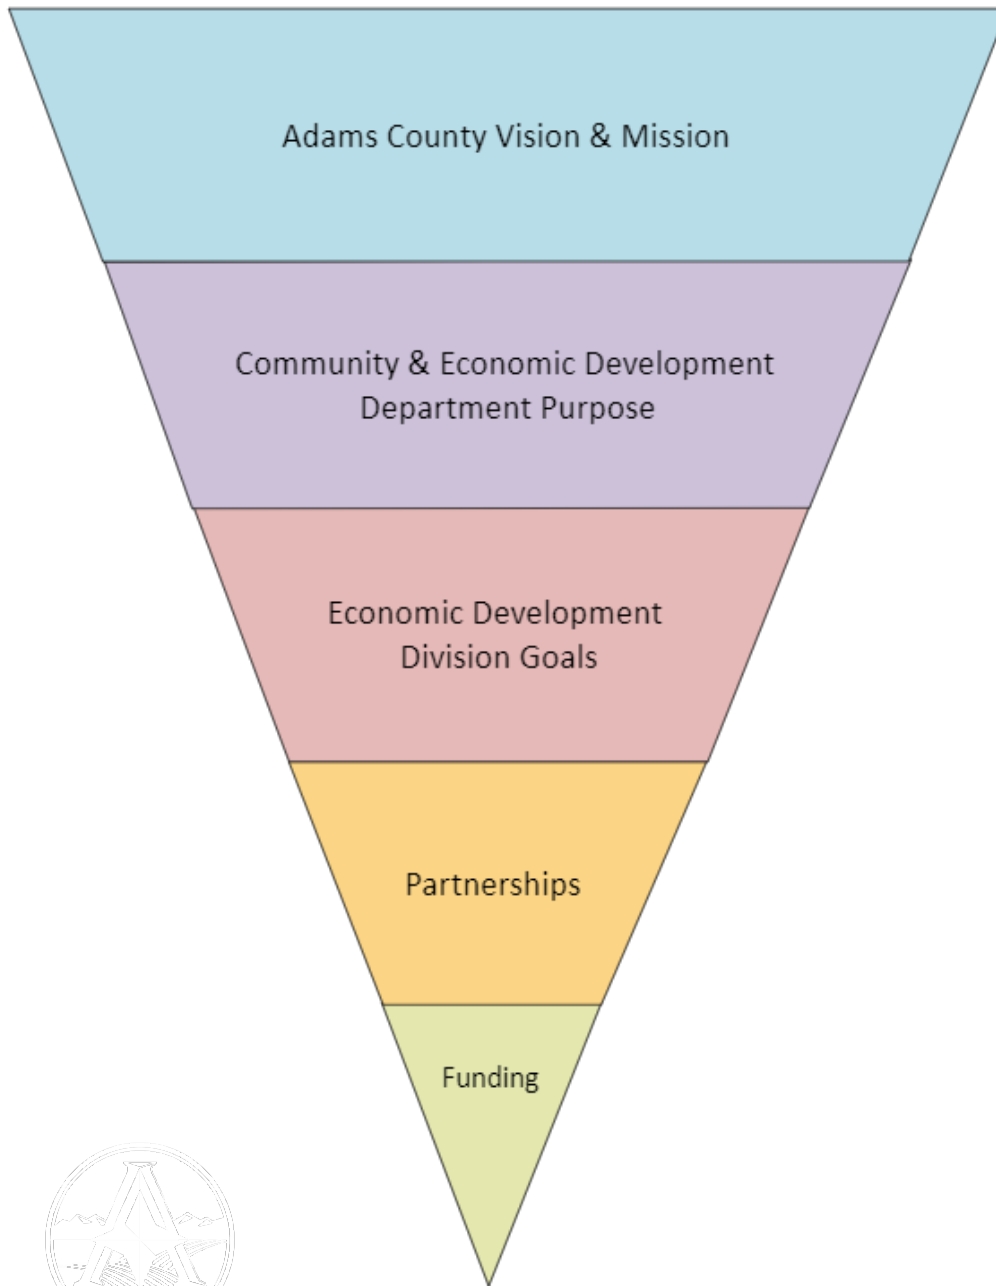 Adams County Vision & Mission
Community & Economic Development
Department Purpose
Economic Development
Division Goals
Partnerships
Funding